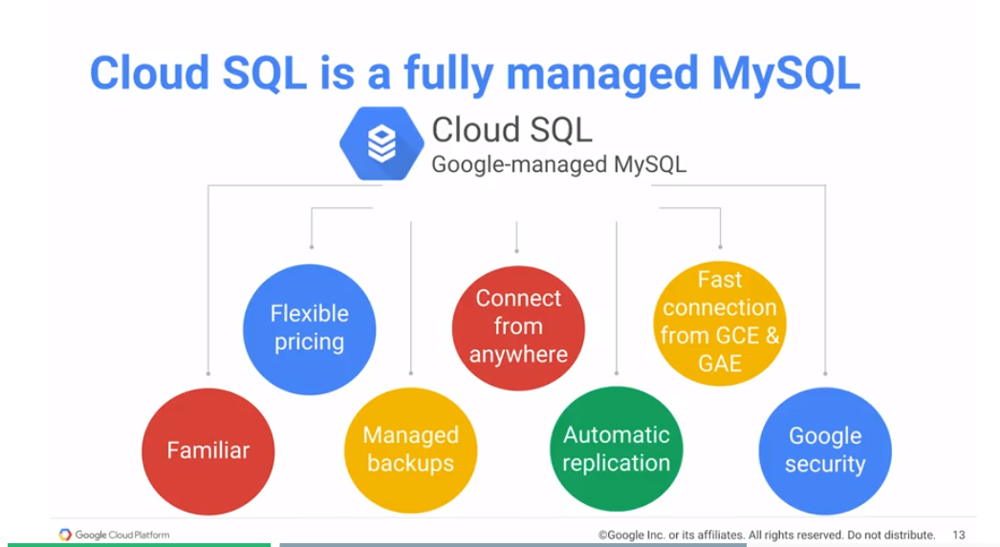 Cloud SQL is a fully managed MySQL
Cloud SQL
Google-managed MySQL
Familiar
Flexible
pricing
Managed
backups
Connect
from
anywhere
Automatic
replication
Fast
connection
from GCE &
GAE
Google
security
Google Cloud Platform
©Google Inc. or its affiliates. All rights reserved. Do not distribute.
13